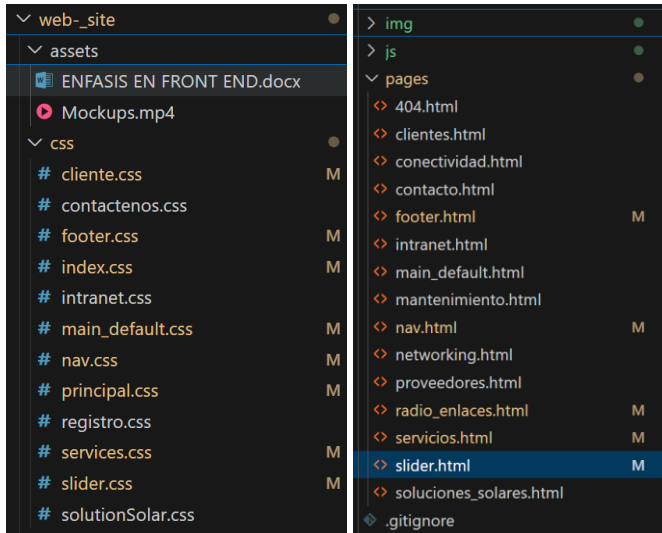 web-_site
assets
ENFASIS EN FRONT END.docx
Mockups.mp4
css
# cliente.css M
# contactenos.css
# footer.css M
# index.css M
# intranet.css
# main_default.css M
# nav.css M
# principal.css M
# registro.css
# services.css M
# slider.css M
# solutionSolar.css
img
js
pages
<> 404.html
<> clientes.html
<> conectividad.html
<> contacto.html
<> footer.html M
<> intranet.html
<> main_default.html
<> mantenimiento.html
<> nav.html M
<> networking.html
<> proveedores.html
<> radio_enlaces.html M
<> servicios.html M
<> slider.html M
<> soluciones_solares.html
.gitignore